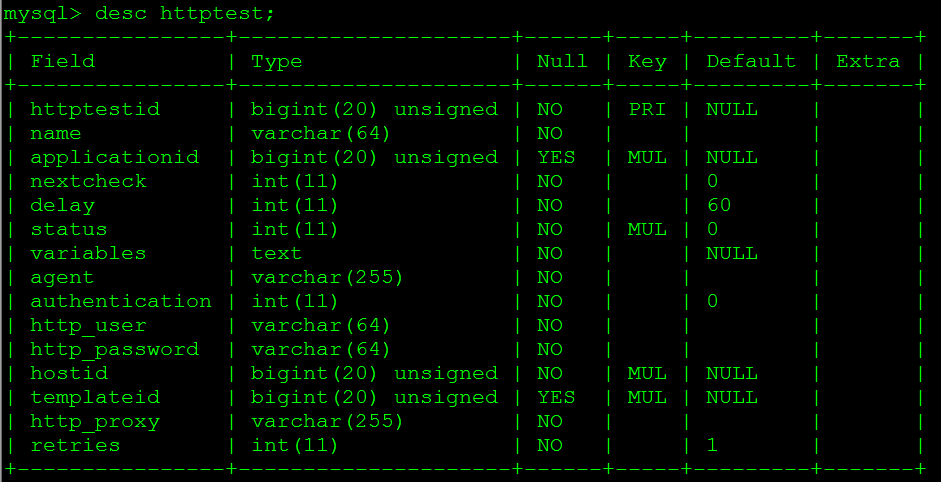 mysql> desc httptest;
+----------------+---------------------+------+-----+---------+-------+
| Field          | Type                | Null | Key | Default | Extra |
+----------------+---------------------+------+-----+---------+-------+
| httptestid     | bigint(20) unsigned | NO   | PRI | NULL    |       |
| name           | varchar(64)         | NO   |     |         |       |
| applicationid  | bigint(20) unsigned | YES  | MUL | NULL    |       |
| nextcheck      | int(11)             | NO   |     | 0       |       |
| delay          | int(11)             | NO   |     | 60      |       |
| status         | int(11)             | NO   | MUL | 0       |       |
| variables      | text                | NO   |     | NULL    |       |
| agent          | varchar(255)        | NO   |     |         |       |
| authentication | int(11)             | NO   |     | 0       |       |
| http_user      | varchar(64)         | NO   |     |         |       |
| http_password  | varchar(64)         | NO   |     |         |       |
| hostid         | bigint(20) unsigned | NO   | MUL | NULL    |       |
| templateid     | bigint(20) unsigned | YES  | MUL | NULL    |       |
| http_proxy     | varchar(255)        | NO   |     |         |       |
| retries        | int(11)             | NO   |     | 1       |       |
+----------------+---------------------+------+-----+---------+-------+